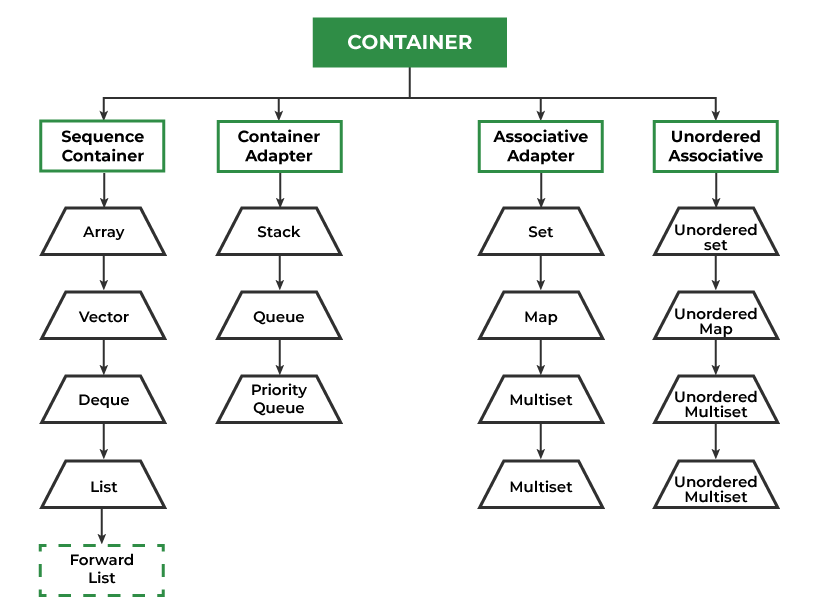 CONTAINER
Sequence
Container
Container
Adapter
Associative
Adapter
Unordered
Associative
Array
Stack
Set
Unordered
set
Vector
Queue
Map
Unordered
Map
Deque
Priority
Queue
Multiset
Unordered
Multiset
List
Multiset
Unordered
Multiset
Forward
List